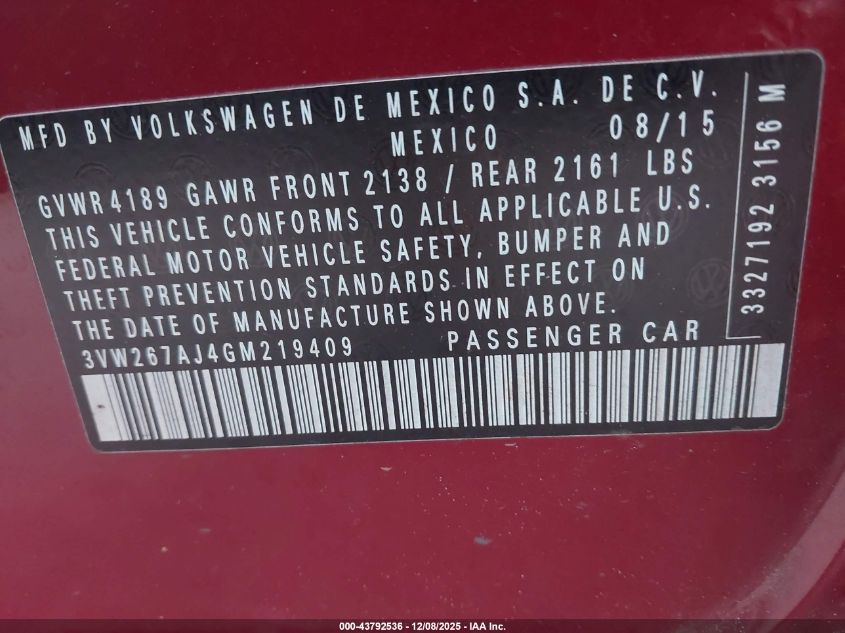 MFD BY VOLKSWAGEN DE MEXICO S.A. DE C.V.
MEXICO 08/15
GVWR 4189 GAWR FRONT 2138 / REAR 2161 LBS
THIS VEHICLE CONFORMS TO ALL APPLICABLE U.S.
FEDERAL MOTOR VEHICLE SAFETY, BUMPER AND
THEFT PREVENTION STANDARDS IN EFFECT ON
THE DATE OF MANUFACTURE SHOWN ABOVE.
3VW267AJ4GM219409 PASSENGER CAR
3327192 3156 M
000-43792536 - 12/08/2025 - IAA Inc.